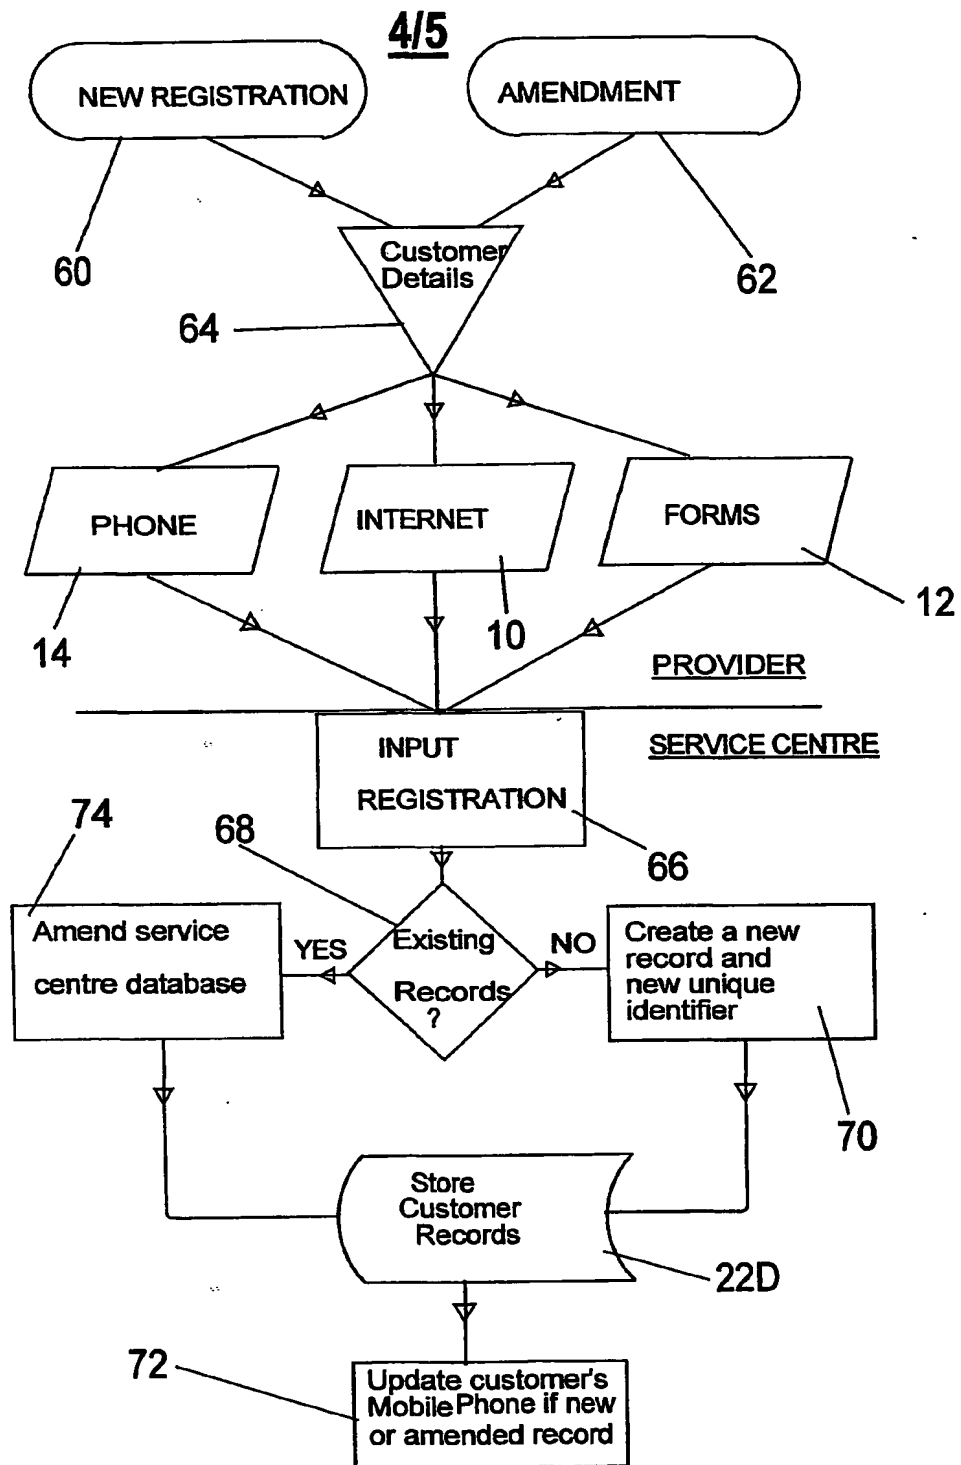 4/5
NEW REGISTRATION
AMENDMENT
60
62
Customer
Details
64
PHONE
INTERNET
FORMS
14
10
12
PROVIDER
SERVICE CENTRE
INPUT
REGISTRATION
66
74
68
Amend service
centre database
YES
Existing
Records
?
NO
Create a new
record and
new unique
identifier
70
Store
Customer
Records
22D
72
Update customer's
Mobile Phone if new
or amended record